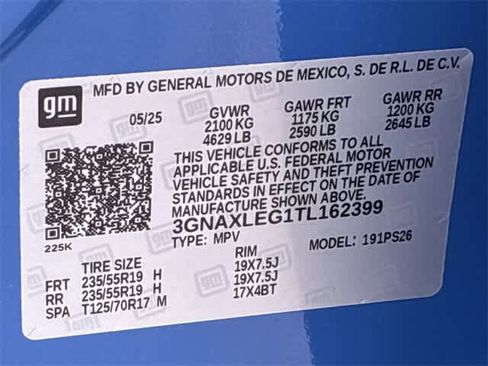 gm
MFD BY GENERAL MOTORS DE MEXICO, S. DE R.L. DE C.V.
05/25 GVWR GAWR FRT GAWR RR
2100 KG 1175 KG 1200 KG
4629 LB 2590 LB 2645 LB
THIS VEHICLE CONFORMS TO ALL
APPLICABLE U.S. FEDERAL MOTOR
VEHICLE SAFETY AND THEFT PREVENTION
STANDARDS IN EFFECT ON THE DATE OF
MANUFACTURE SHOWN ABOVE.
3GNAXLEG1TL162399
225K
TYPE: MPV MODEL: 191PS26
TIRE SIZE RIM
FRT 235/55R19 H 19X7.5J
RR 235/55R19 H 19X7.5J
SPA T125/70R17 M 17X4BT